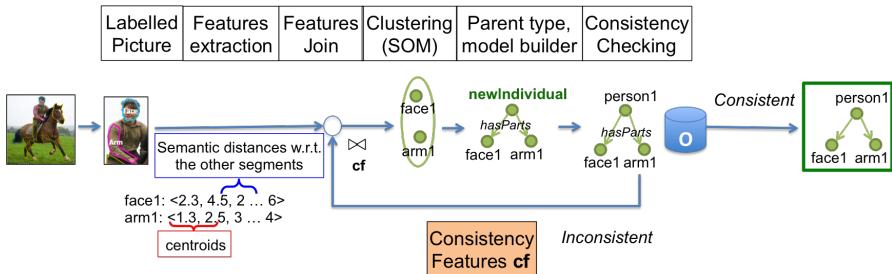 Labelled
Picture
Features
extraction
Features
Join
Clustering
(SOM)
Parent type,
model builder
Consistency
Checking
face
Arm
Semantic distances w.r.t.
the other segments
face1: <2.3, 4.5, 2 … 6>
arm1: <1.3, 2.5, 3 … 4>
centroids
⋈
cf
face1
arm1
newIndividual
hasParts
face1 arm1
person1
hasParts
face1 arm1
O
Consistent
person1
face1 arm1
Consistency
Features cf
Inconsistent